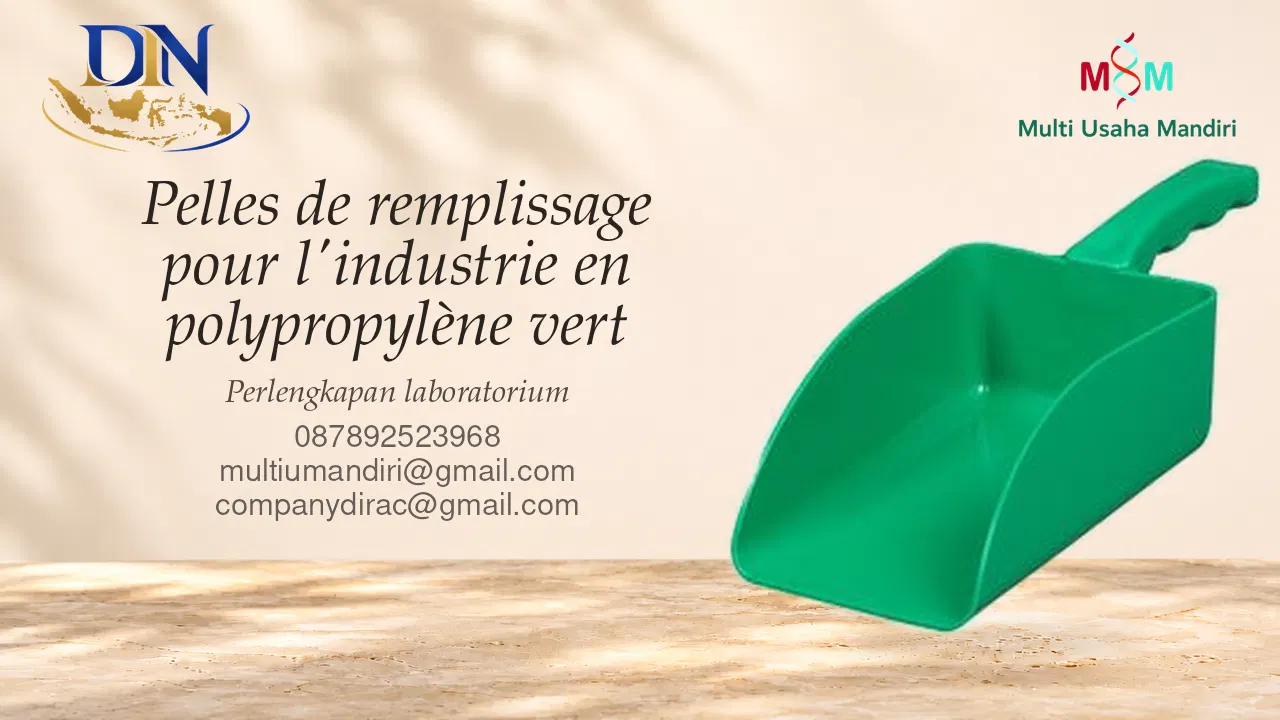 DIN
M M
Multi Usaha Mandiri
Pelles de remplissage
pour l'industrie en
polypropylène vert
Perlengkapan laboratorium
087892523968
multiumandiri@gmail.com
companydirac@gmail.com